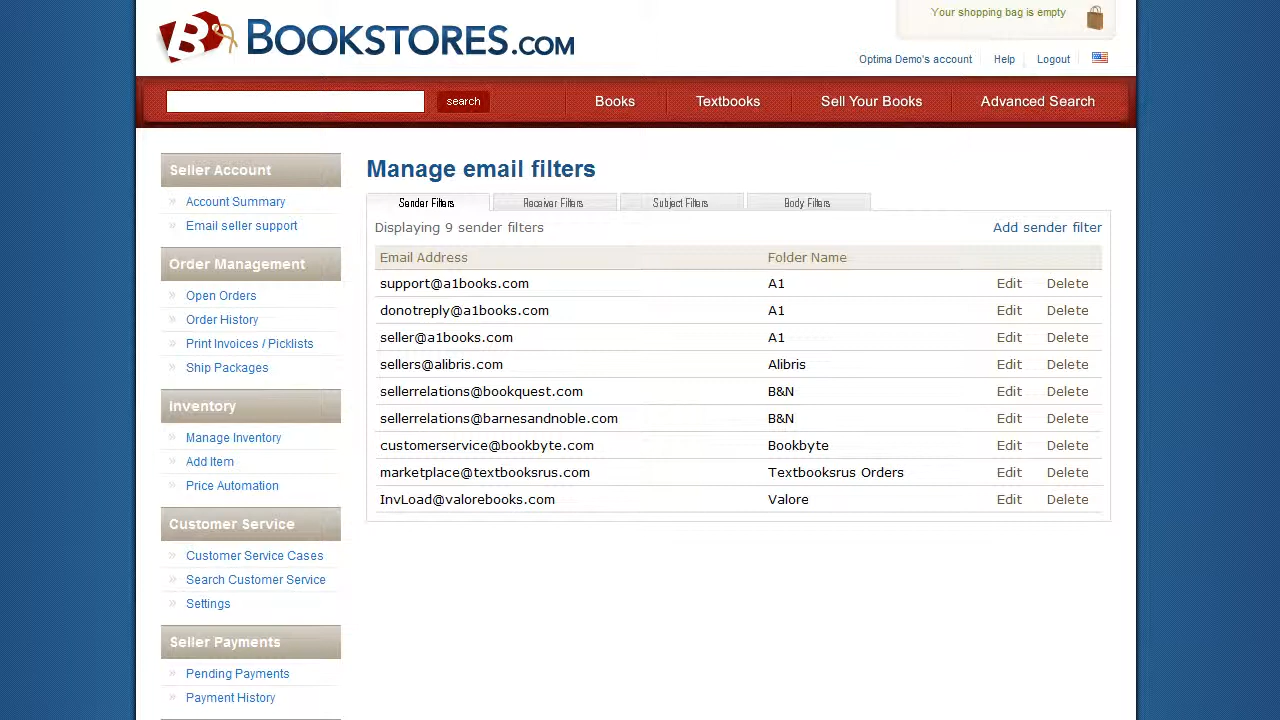 B BOOKSTORES.COM
Your shopping bag is empty
Optima Demo's account Help Logout
search Books Textbooks Sell Your Books Advanced Search
Seller Account
» Account Summary
» Email seller support
Order Management
» Open Orders
» Order History
» Print Invoices / Picklists
» Ship Packages
Inventory
» Manage Inventory
» Add Item
» Price Automation
Customer Service
» Customer Service Cases
» Search Customer Service
» Settings
Seller Payments
» Pending Payments
» Payment History
Manage email filters
Sender Filters Receiver Filters Subject Filters Body Filters
Displaying 9 sender filters Add sender filter
Email Address Folder Name
support@a1books.com A1 Edit Delete
donotreply@a1books.com A1 Edit Delete
seller@a1books.com A1 Edit Delete
sellers@alibris.com Alibris Edit Delete
sellerrelations@bookquest.com B&N Edit Delete
sellerrelations@barnesandnoble.com B&N Edit Delete
customerservice@bookbyte.com Bookbyte Edit Delete
marketplace@textbooksrus.com Textbooksrus Orders Edit Delete
InvLoad@valorebooks.com Valore Edit Delete